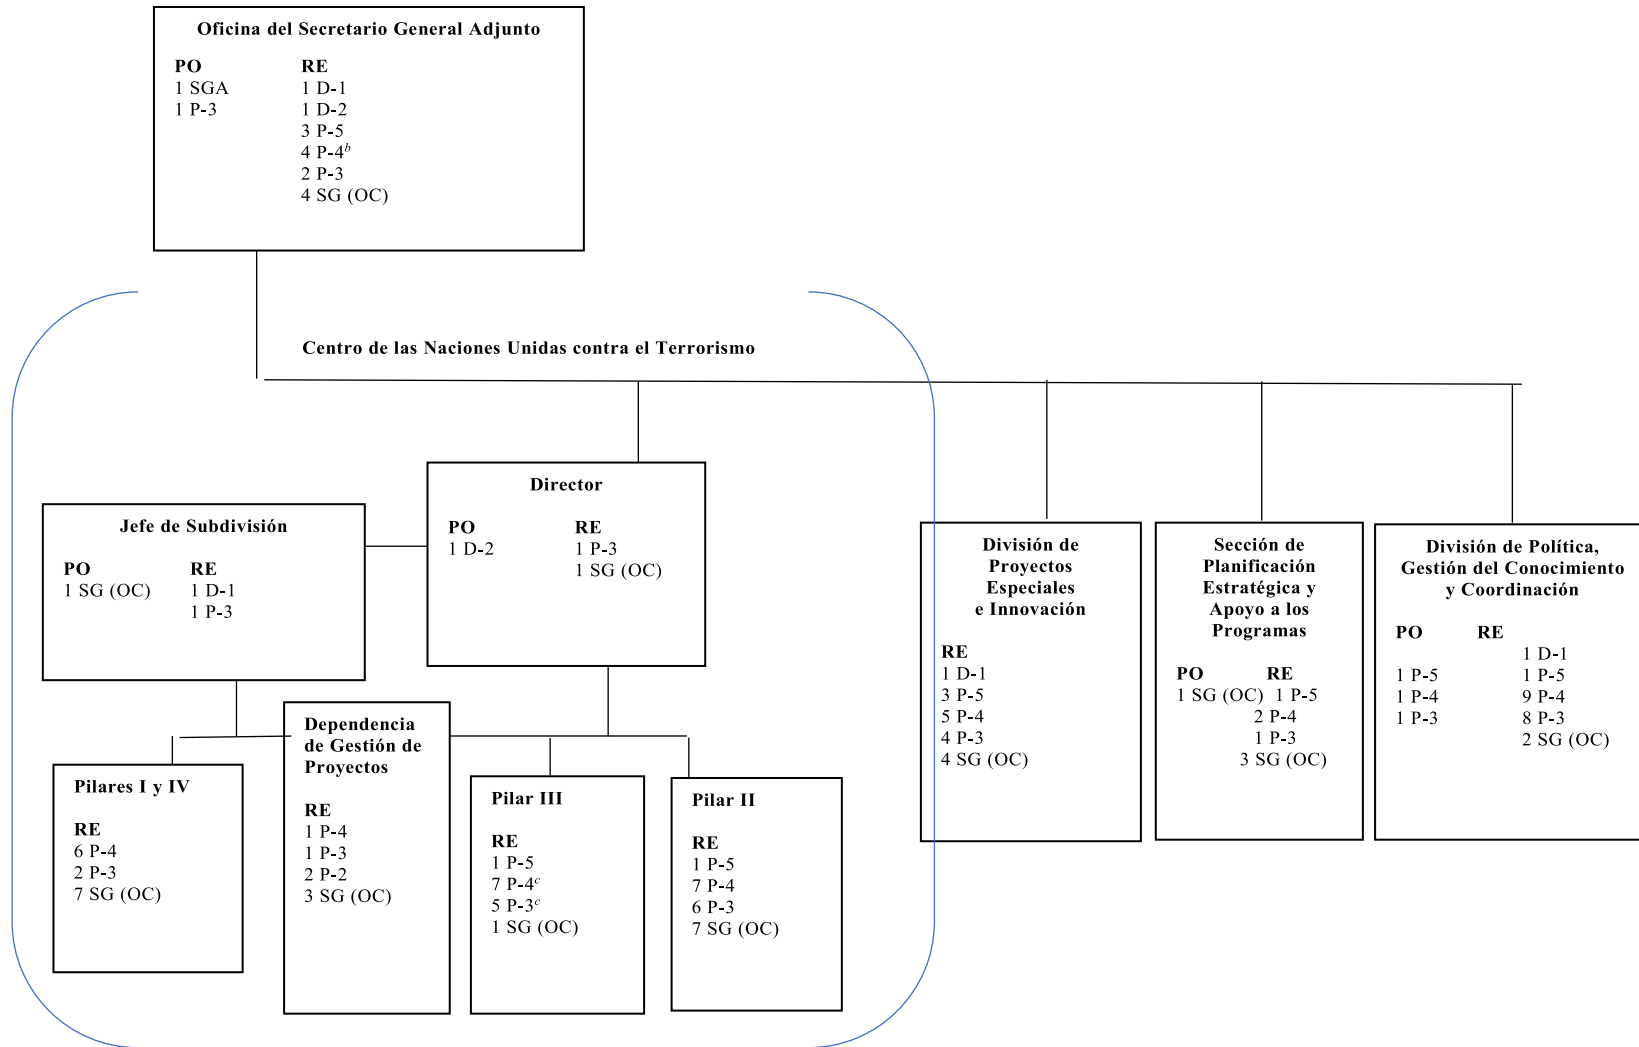 Oficina del Secretario General Adjunto
PO RE
1 SGA 1 D-1
1 P-3 1 D-2
3 P-5
4 P-4b
2 P-3
4 SG (OC)
Centro de las Naciones Unidas contra el Terrorismo
Director
PO RE
1 D-2 1 P-3
1 SG (OC)
Jefe de Subdivisión
PO RE
1 SG (OC) 1 D-1
1 P-3
División de
Proyectos
Especiales
e Innovación
RE
1 D-1
3 P-5
5 P-4
4 P-3
4 SG (OC)
Sección de
Planificación
Estratégica y
Apoyo a los
Programas
PO RE
1 SG (OC) 1 P-5
2 P-4
1 P-3
3 SG (OC)
División de Política,
Gestión del Conocimiento
y Coordinación
PO RE
1 D-1
1 P-5 1 P-5
1 P-4 9 P-4
1 P-3 8 P-3
2 SG (OC)
Pilares I y IV
RE
6 P-4
2 P-3
7 SG (OC)
Dependencia
de Gestión de
Proyectos
RE
1 P-4
1 P-3
2 P-2
3 SG (OC)
Pilar III
RE
1 P-5
7 P-4c
5 P-3c
1 SG (OC)
Pilar II
RE
1 P-5
7 P-4
6 P-3
7 SG (OC)